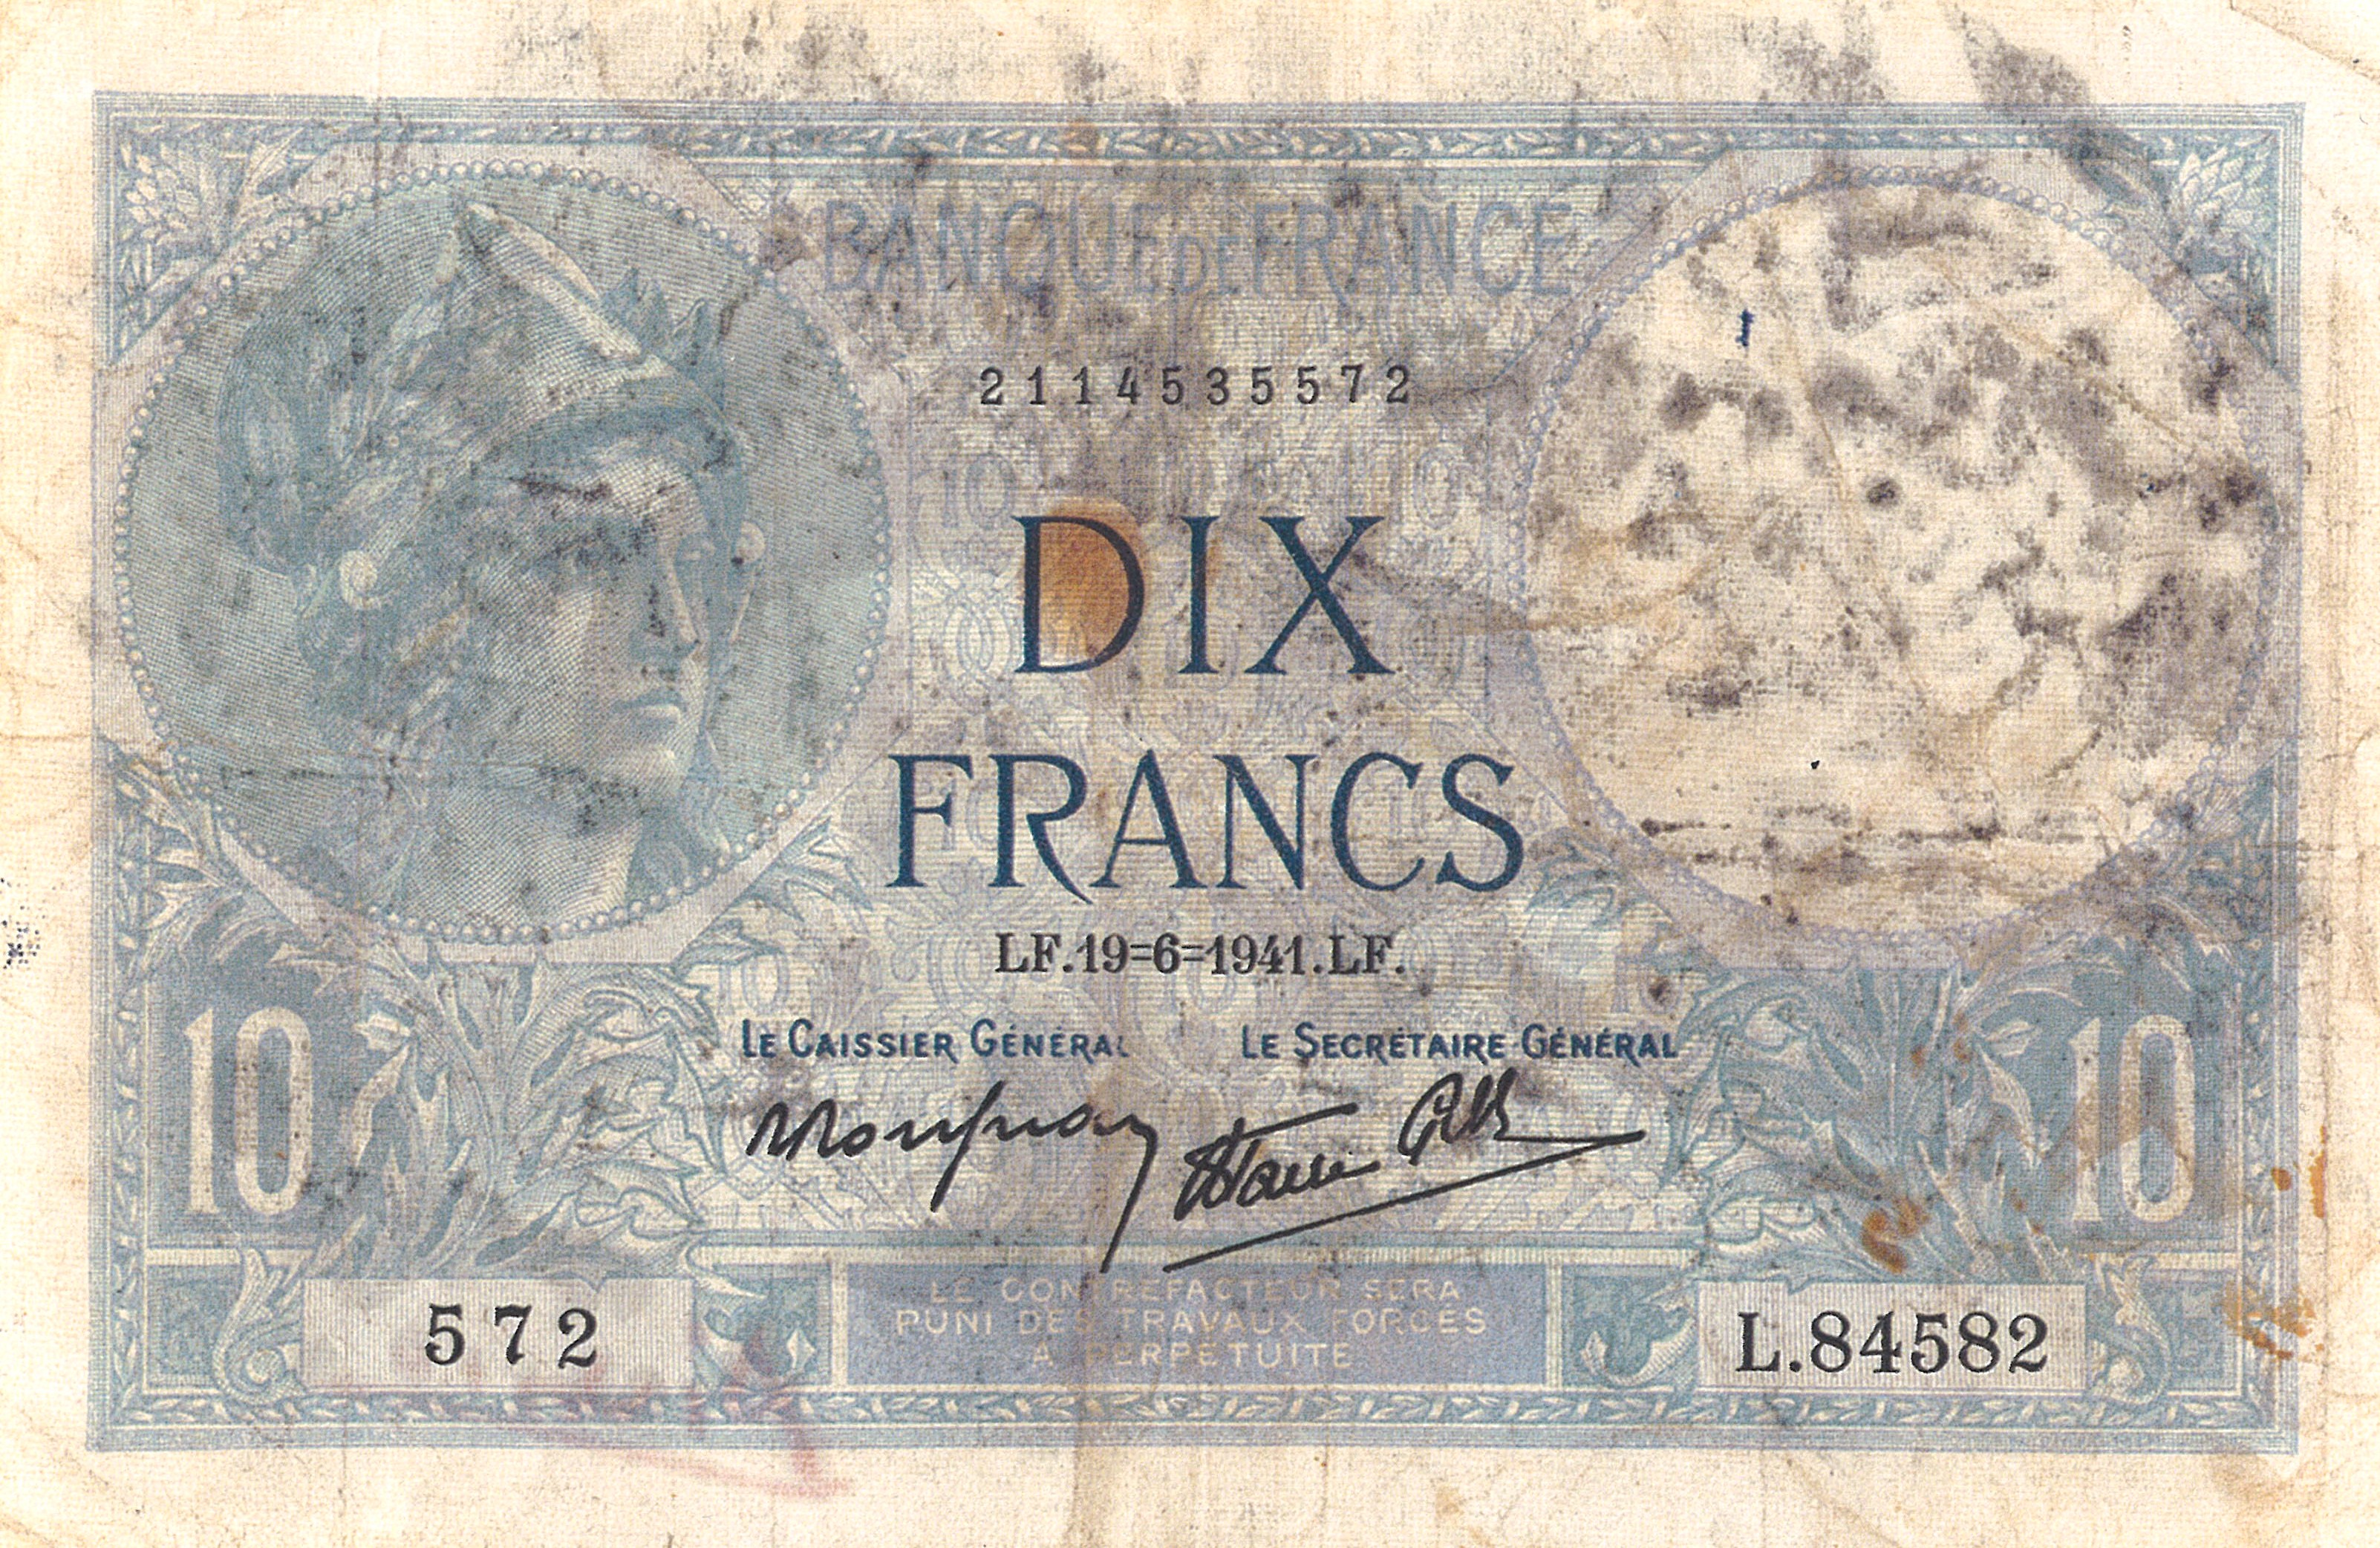 BANQUE DE FRANCE
2114535572
DIX
FRANCS
LF.19=6=1941.LF.
LE CAISSIER GÉNÉRAL LE SECRÉTAIRE GÉNÉRAL
10 10
LE CONTREFACTEUR SERA
PUNI DES TRAVAUX FORCÉS
À PERPÉTUITÉ
572 L.84582